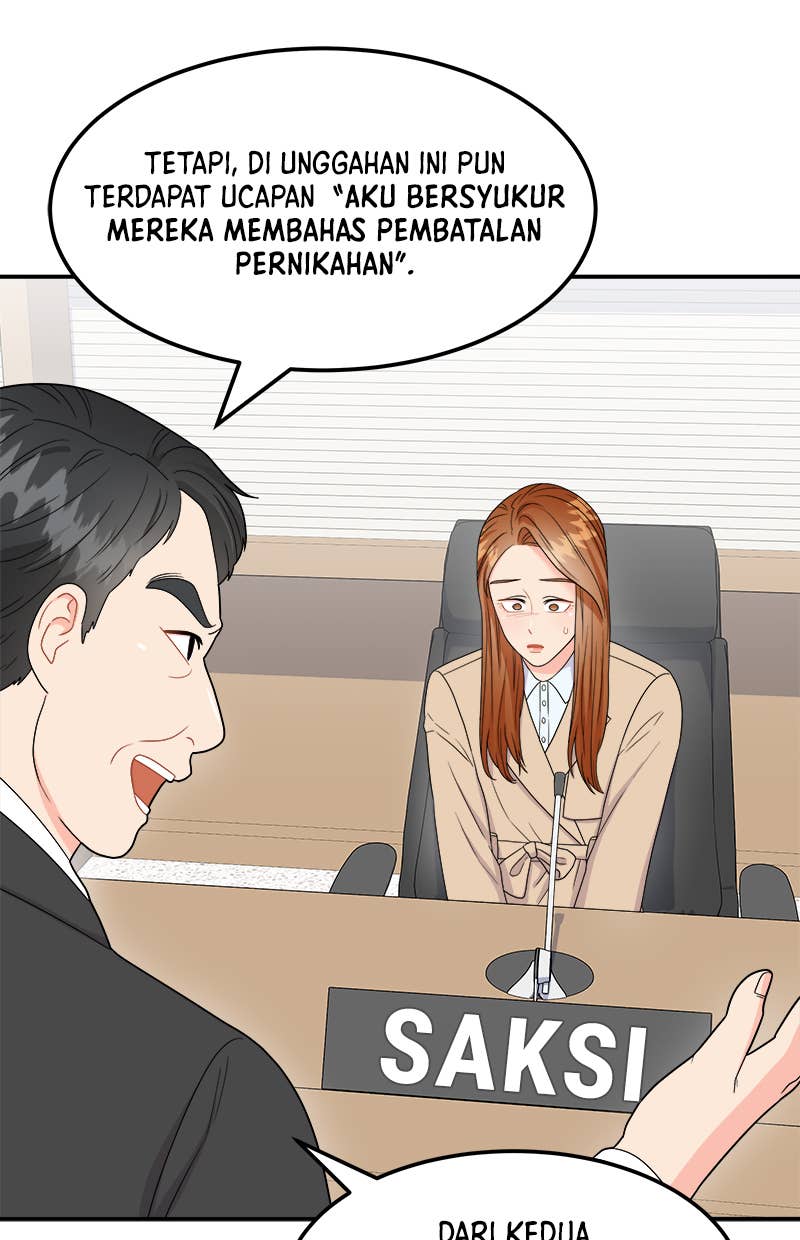 TETAPI, DI UNGGAHAN INI PUN
TERDAPAT UCAPAN "AKU BERSYUKUR
MEREKA MEMBAHAS PEMBATALAN
PERNIKAHAN".
SAKSI
DARI KEDUA